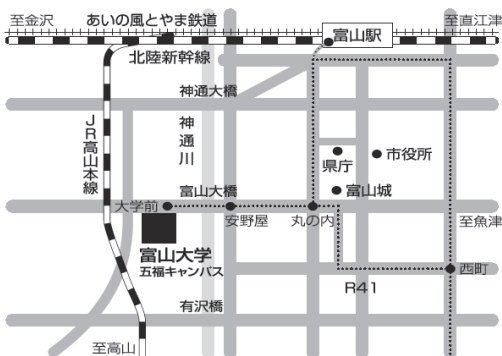 至金沢
あいの風とやま鉄道
富山駅
至直江津
北陸新幹線
神通大橋
JR高山本線
神通川
県庁
市役所
富山大橋
富山城
大学前
安野屋
丸の内
至魚津
富山大学
五福キャンパス
西町
R41
有沢橋
至高山